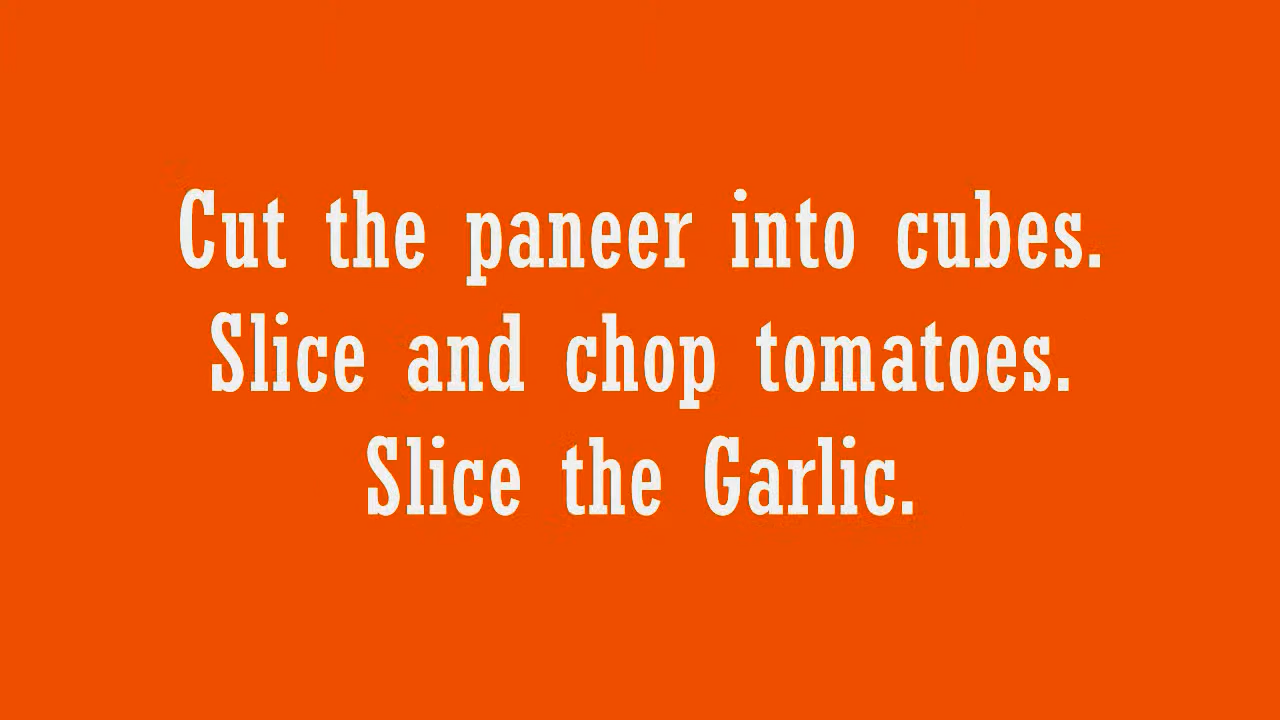 Cut the paneer into cubes.
Slice and chop tomatoes.
Slice the Garlic.